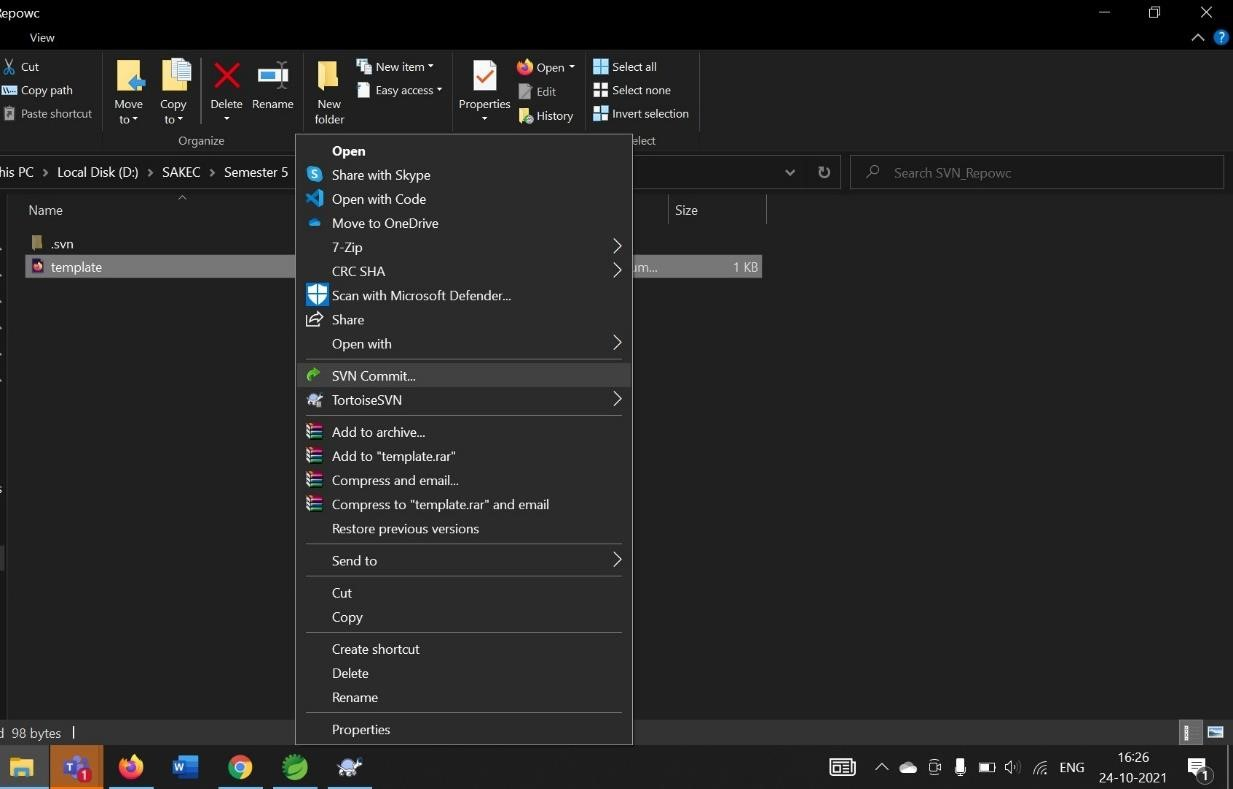 Repowc
View
Cut
Copy path
Paste shortcut
Move to
Copy to
Delete
Rename
New folder
New item
Easy access
Properties
Open
Edit
History
Select all
Select none
Invert selection
Organize
elect
his PC > Local Disk (D:) > SAKEC > Semester 5
Search SVN_Repowc
Name
Size
.svn
template
um...
1 KB
Open
Share with Skype
Open with Code
Move to OneDrive
7-Zip
CRC SHA
Scan with Microsoft Defender...
Share
Open with
SVN Commit...
TortoiseSVN
Add to archive...
Add to "template.rar"
Compress and email...
Compress to "template.rar" and email
Restore previous versions
Send to
Cut
Copy
Create shortcut
Delete
Rename
Properties
d 98 bytes
1
ENG
16:26
24-10-2021
1